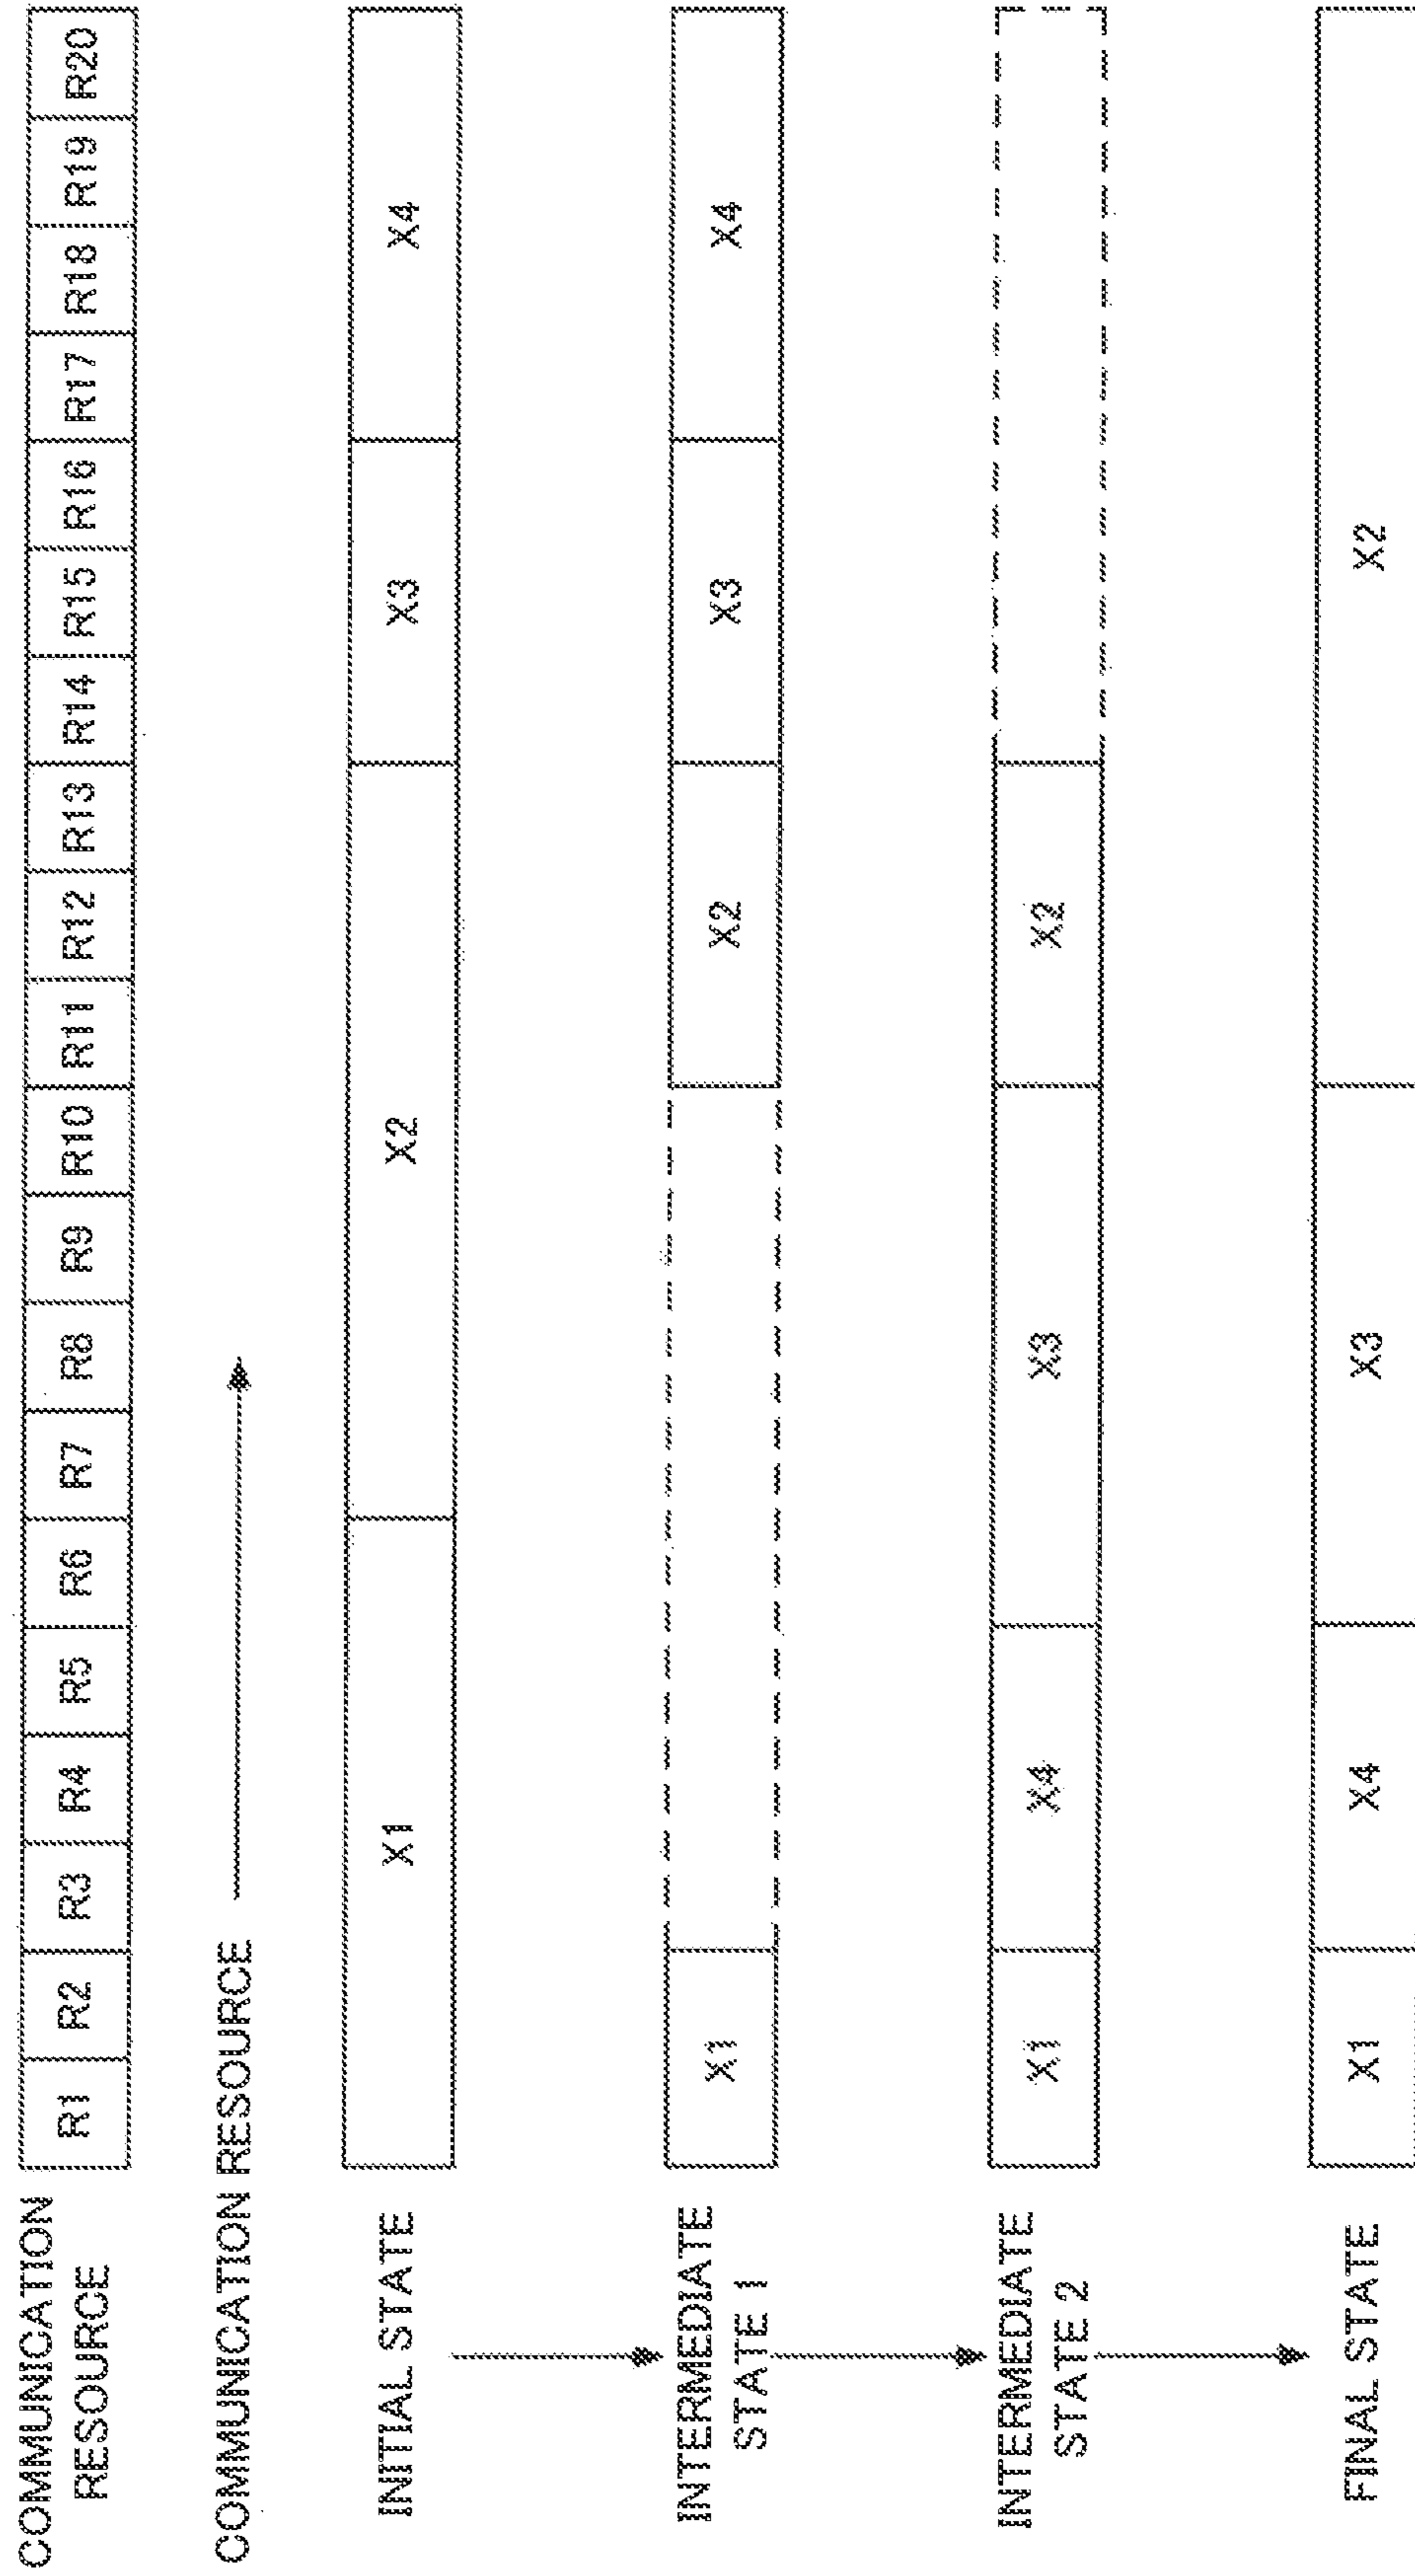 COMMUNICATION
RESOURCE
R1 R2 R3 R4 R5 R6 R7 R8 R9 R10 R11 R12 R13 R14 R15 R16 R17 R18 R19 R20
COMMUNICATION RESOURCE
INITIAL STATE
X1 X2 X3 X4
INTERMEDIATE
STATE 1
X1 X2 X3 X4
INTERMEDIATE
STATE 2
X1 X4 X3 X2
FINAL STATE
X1 X4 X3 X2